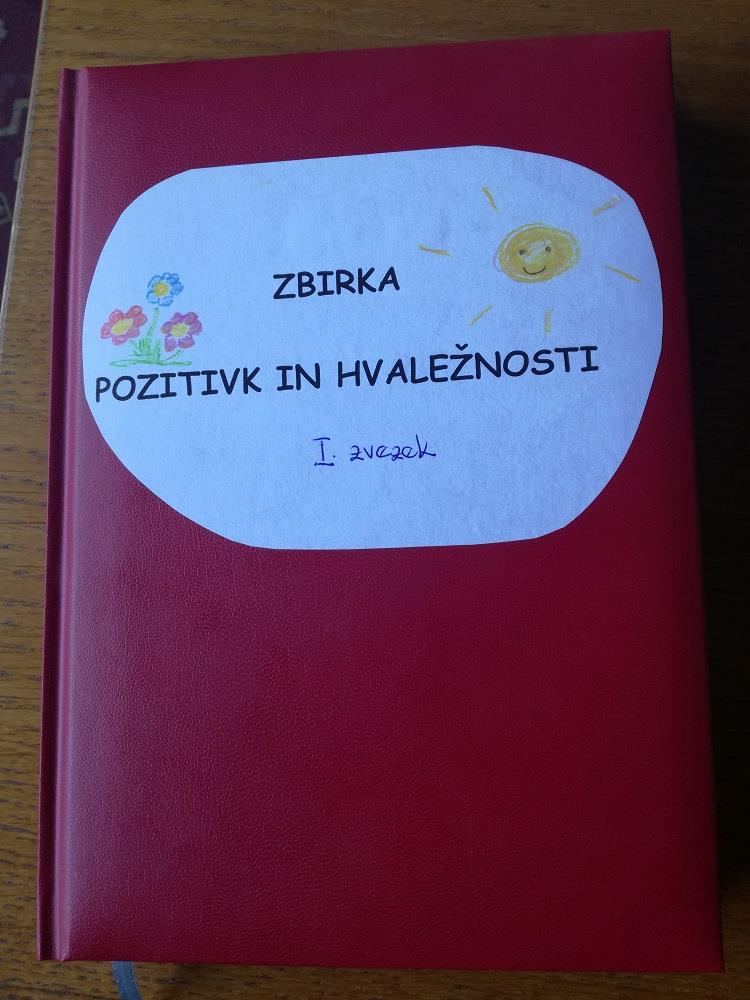 ZBIRKA
POZITIVK IN HVALEŽNOSTI
I. zvezek